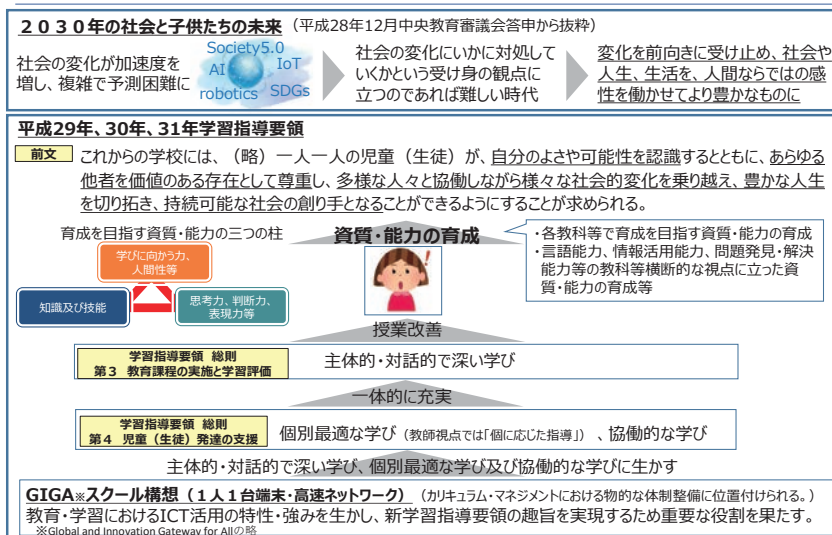 ２０３０年の社会と子供たちの未来 （平成28年12月中央教育審議会答申から抜粋）
社会の変化が加速度を
増し、複雑で予測困難に
Society5.0
AI
IoT
robotics
SDGs
社会の変化にいかに対処して
いくかという受け身の観点に
立つのであれば難しい時代
変化を前向きに受け止め、社会や
人生、生活を、人間ならではの感
性を働かせてより豊かなものに
平成29年、30年、31年学習指導要領
前文
これからの学校には、（略）一人一人の児童（生徒）が、自分のよさや可能性を認識するとともに、あらゆる
他者を価値のある存在として尊重し、多様な人々と協働しながら様々な社会的変化を乗り越え、豊かな人生
を切り拓き、持続可能な社会の創り手となることができるようにすることが求められる。
育成を目指す資質・能力の三つの柱
学びに向かう力、
人間性等
知識及び技能
思考力、判断力、
表現力等
資質・能力の育成
・各教科等で育成を目指す資質・能力の育成
・言語能力、情報活用能力、問題発見・解決
能力等の教科等横断的な視点に立った資
質・能力の育成等
授業改善
学習指導要領 総則
第３ 教育課程の実施と学習評価
主体的・対話的で深い学び
一体的に充実
学習指導要領 総則
第４ 児童（生徒）発達の支援
個別最適な学び（教師視点では「個に応じた指導」）、協働的な学び
主体的・対話的で深い学び、個別最適な学び及び協働的な学びに生かす
GIGA※スクール構想（１人１台端末・高速ネットワーク）（カリキュラム・マネジメントにおける物的な体制整備に位置付けられる。）
教育・学習におけるICT活用の特性・強みを生かし、新学習指導要領の趣旨を実現するため重要な役割を果たす。
※Global and Innovation Gateway for Allの略